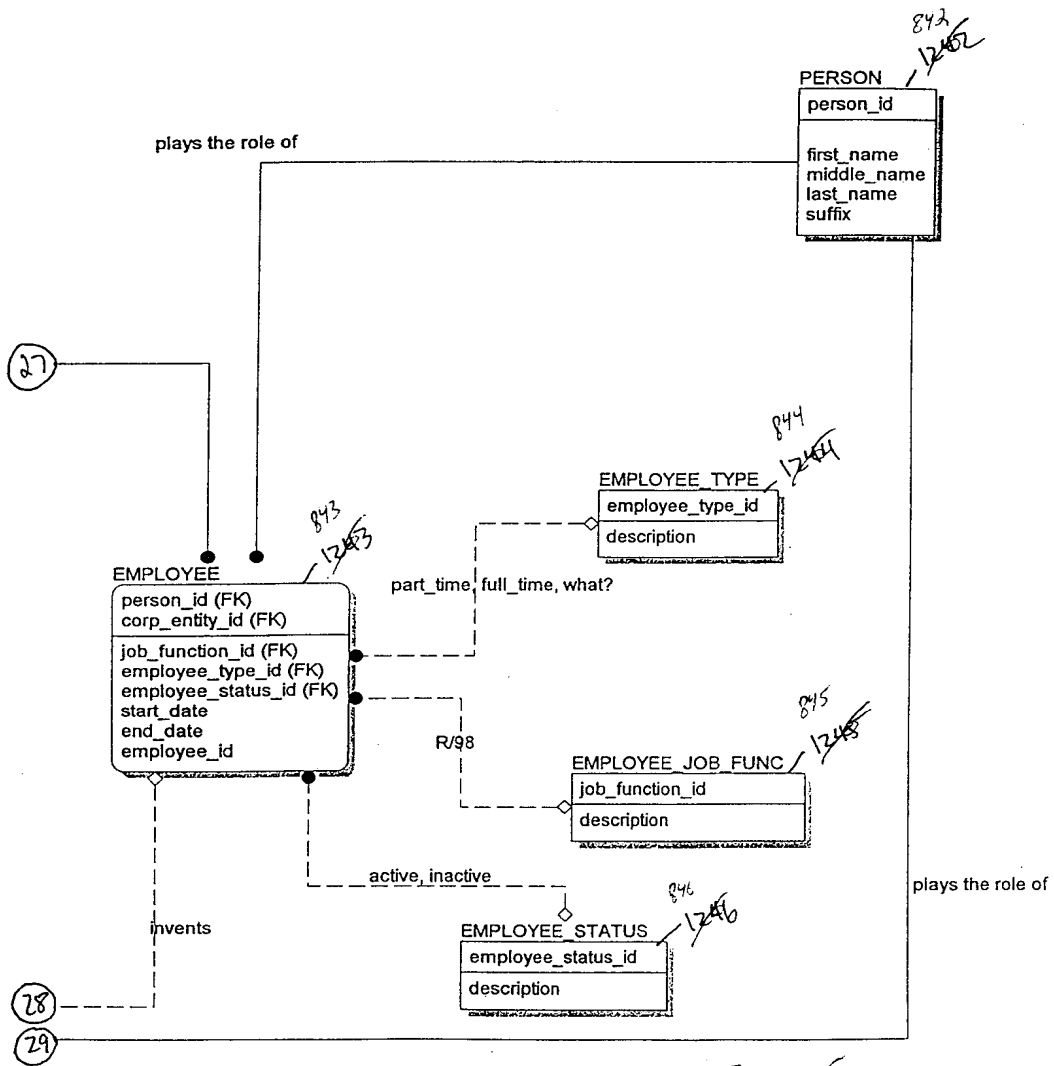 842
1242
PERSON
person_id
first_name
middle_name
last_name
suffix
plays the role of
27
844
1244
EMPLOYEE_TYPE
employee_type_id
description
843
1243
EMPLOYEE
person_id (FK)
corp_entity_id (FK)
job_function_id (FK)
employee_type_id (FK)
employee_status_id (FK)
start_date
end_date
employee_id
part_time, full_time, what?
845
1245
R/98
EMPLOYEE_JOB_FUNC
job_function_id
description
active, inactive
846
1246
EMPLOYEE_STATUS
employee_status_id
description
plays the role of
invents
28
29